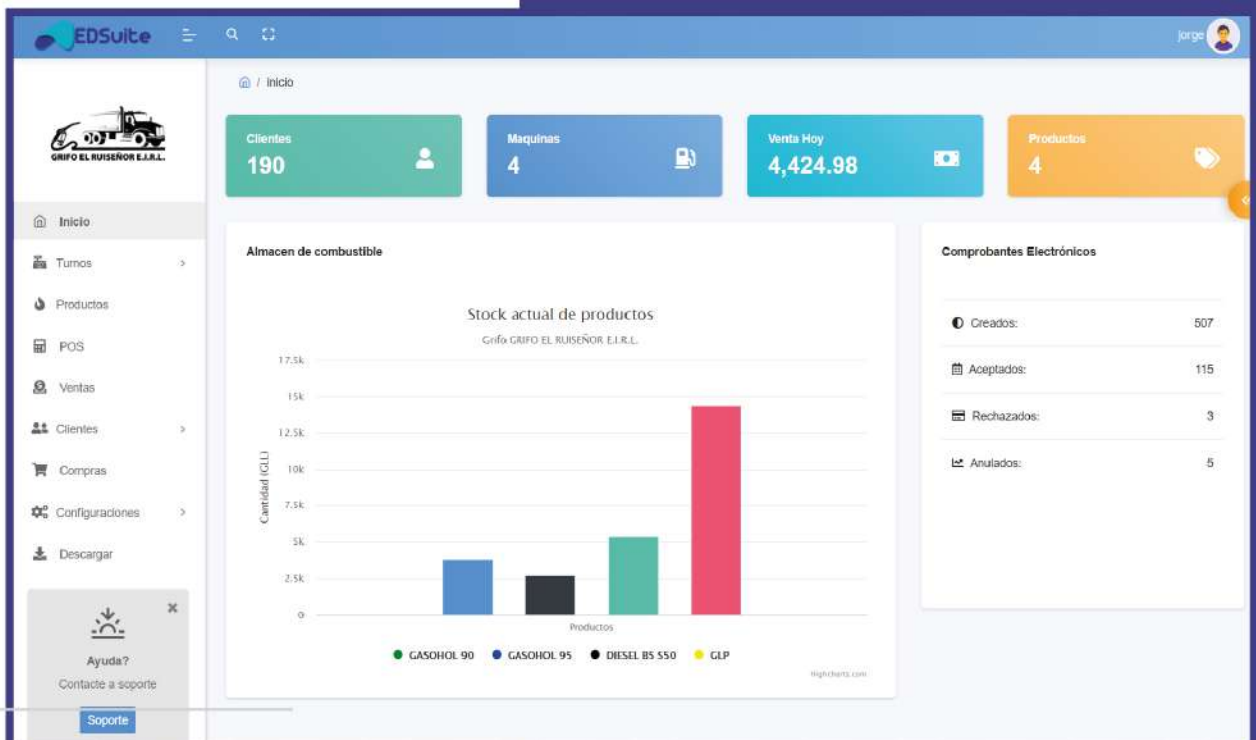 EDSuite
Jorge
GRIFO EL RUISEÑOR E.I.R.L.
/ Inicio
Clientes
190
Maquinas
4
Venta Hoy
4,424.98
Productos
4
Inicio
Turnos
Productos
POS
Ventas
Clientes
Compras
Configuraciones
Descargar
Ayuda?
Contacte a soporte
Soporte
Almacen de combustible
Stock actual de productos
Grifo GRIFO EL RUISEÑOR E.I.R.L.
Cantidad (GLL)
17.5k
15k
12.5k
10k
7.5k
5k
2.5k
0
Productos
GASOHOL 90 GASOHOL 95 DIESEL B5 S50 GLP
Highcharts.com
Comprobantes Electrónicos
Creados: 507
Aceptados: 115
Rechazados: 3
Anulados: 5